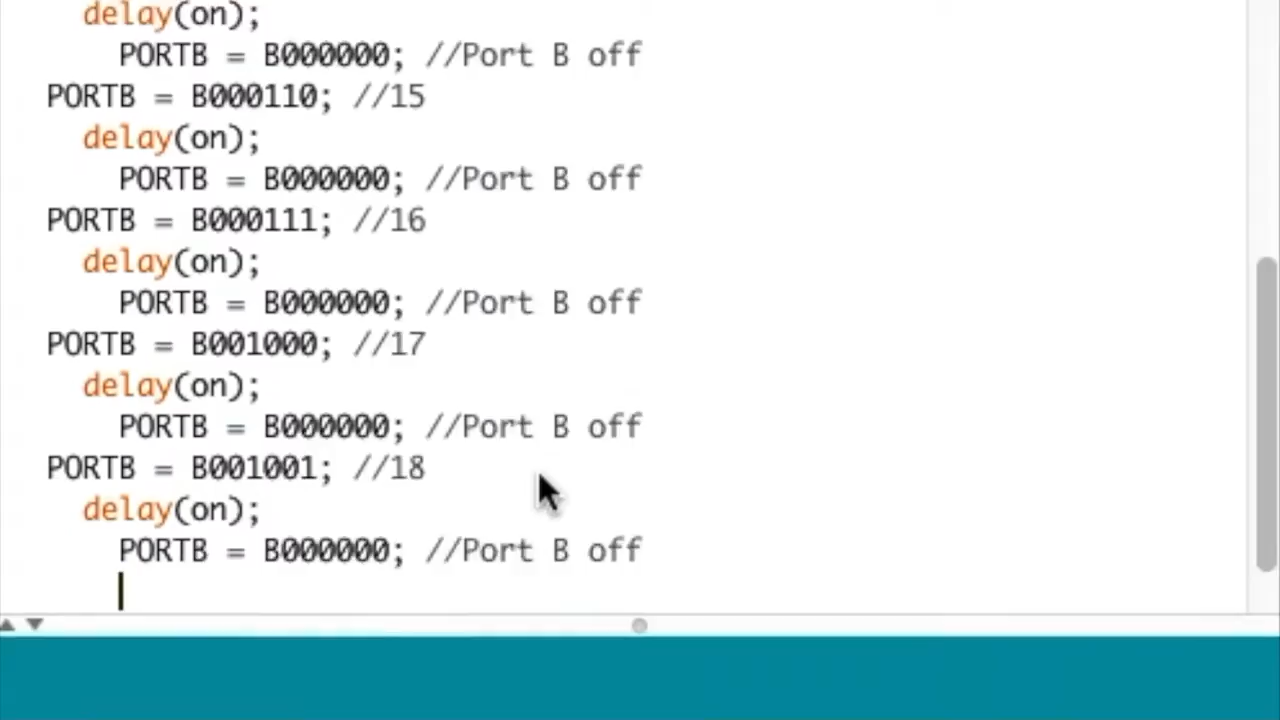 delay(on);
PORTB = B000000; //Port B off
PORTB = B000110; //15
delay(on);
PORTB = B000000; //Port B off
PORTB = B000111; //16
delay(on);
PORTB = B000000; //Port B off
PORTB = B001000; //17
delay(on);
PORTB = B000000; //Port B off
PORTB = B001001; //18
delay(on);
PORTB = B000000; //Port B off